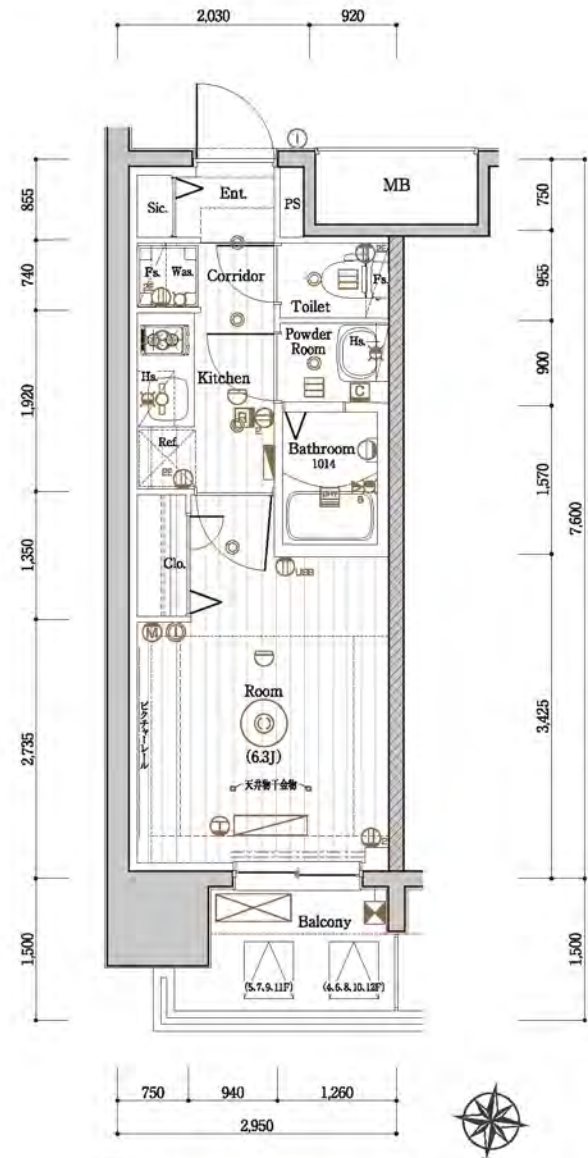 2,030
920
855
740
1,920
1,350
2,735
1,500
750
955
900
1,570
3,425
7,600
1,500
I
MB
Sic.
Ent.
PS
Fs.
Was.
Corridor
2E
Fs.
Toilet
Powder
Room
Hs.
C
Hs.
Kitchen
Ref.
2E
Bathroom
1014
Clo.
USB
M
Room
(6.3J)
ピクチャーレール
天井物干金物
T
Balcony
(5.7.9.11F)
(4.6.8.10.12F)
750
940
1,260
2,950